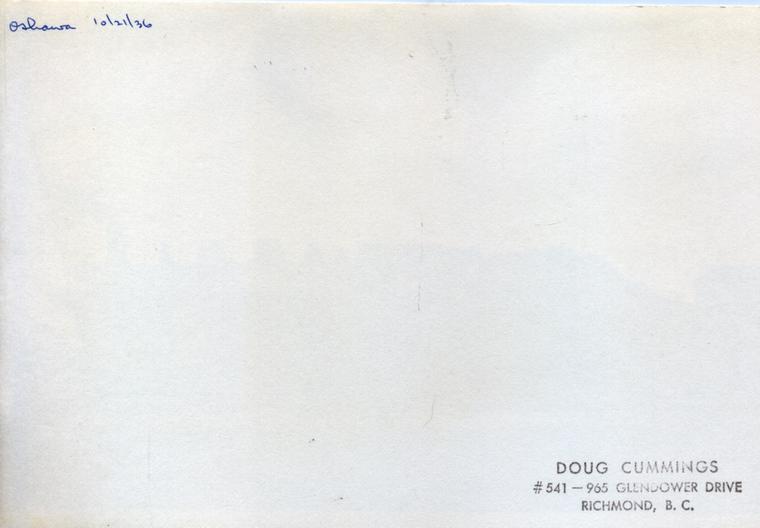 Oshawa 10/21/36
DOUG CUMMINGS
#541 — 965 GLENDOWER DRIVE
RICHMOND, B. C.